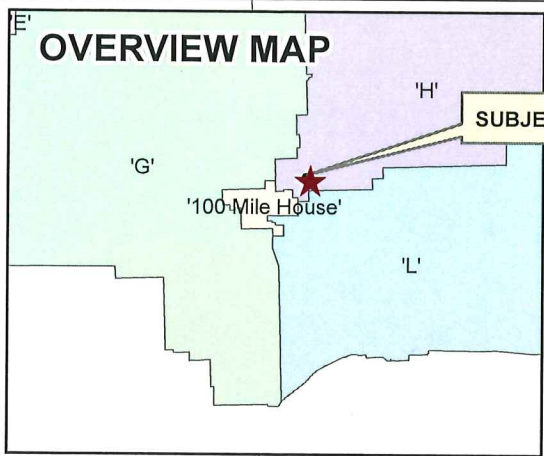 'E'
OVERVIEW MAP
'H'
SUBJE
'G'
'100 Mile House'
'L'